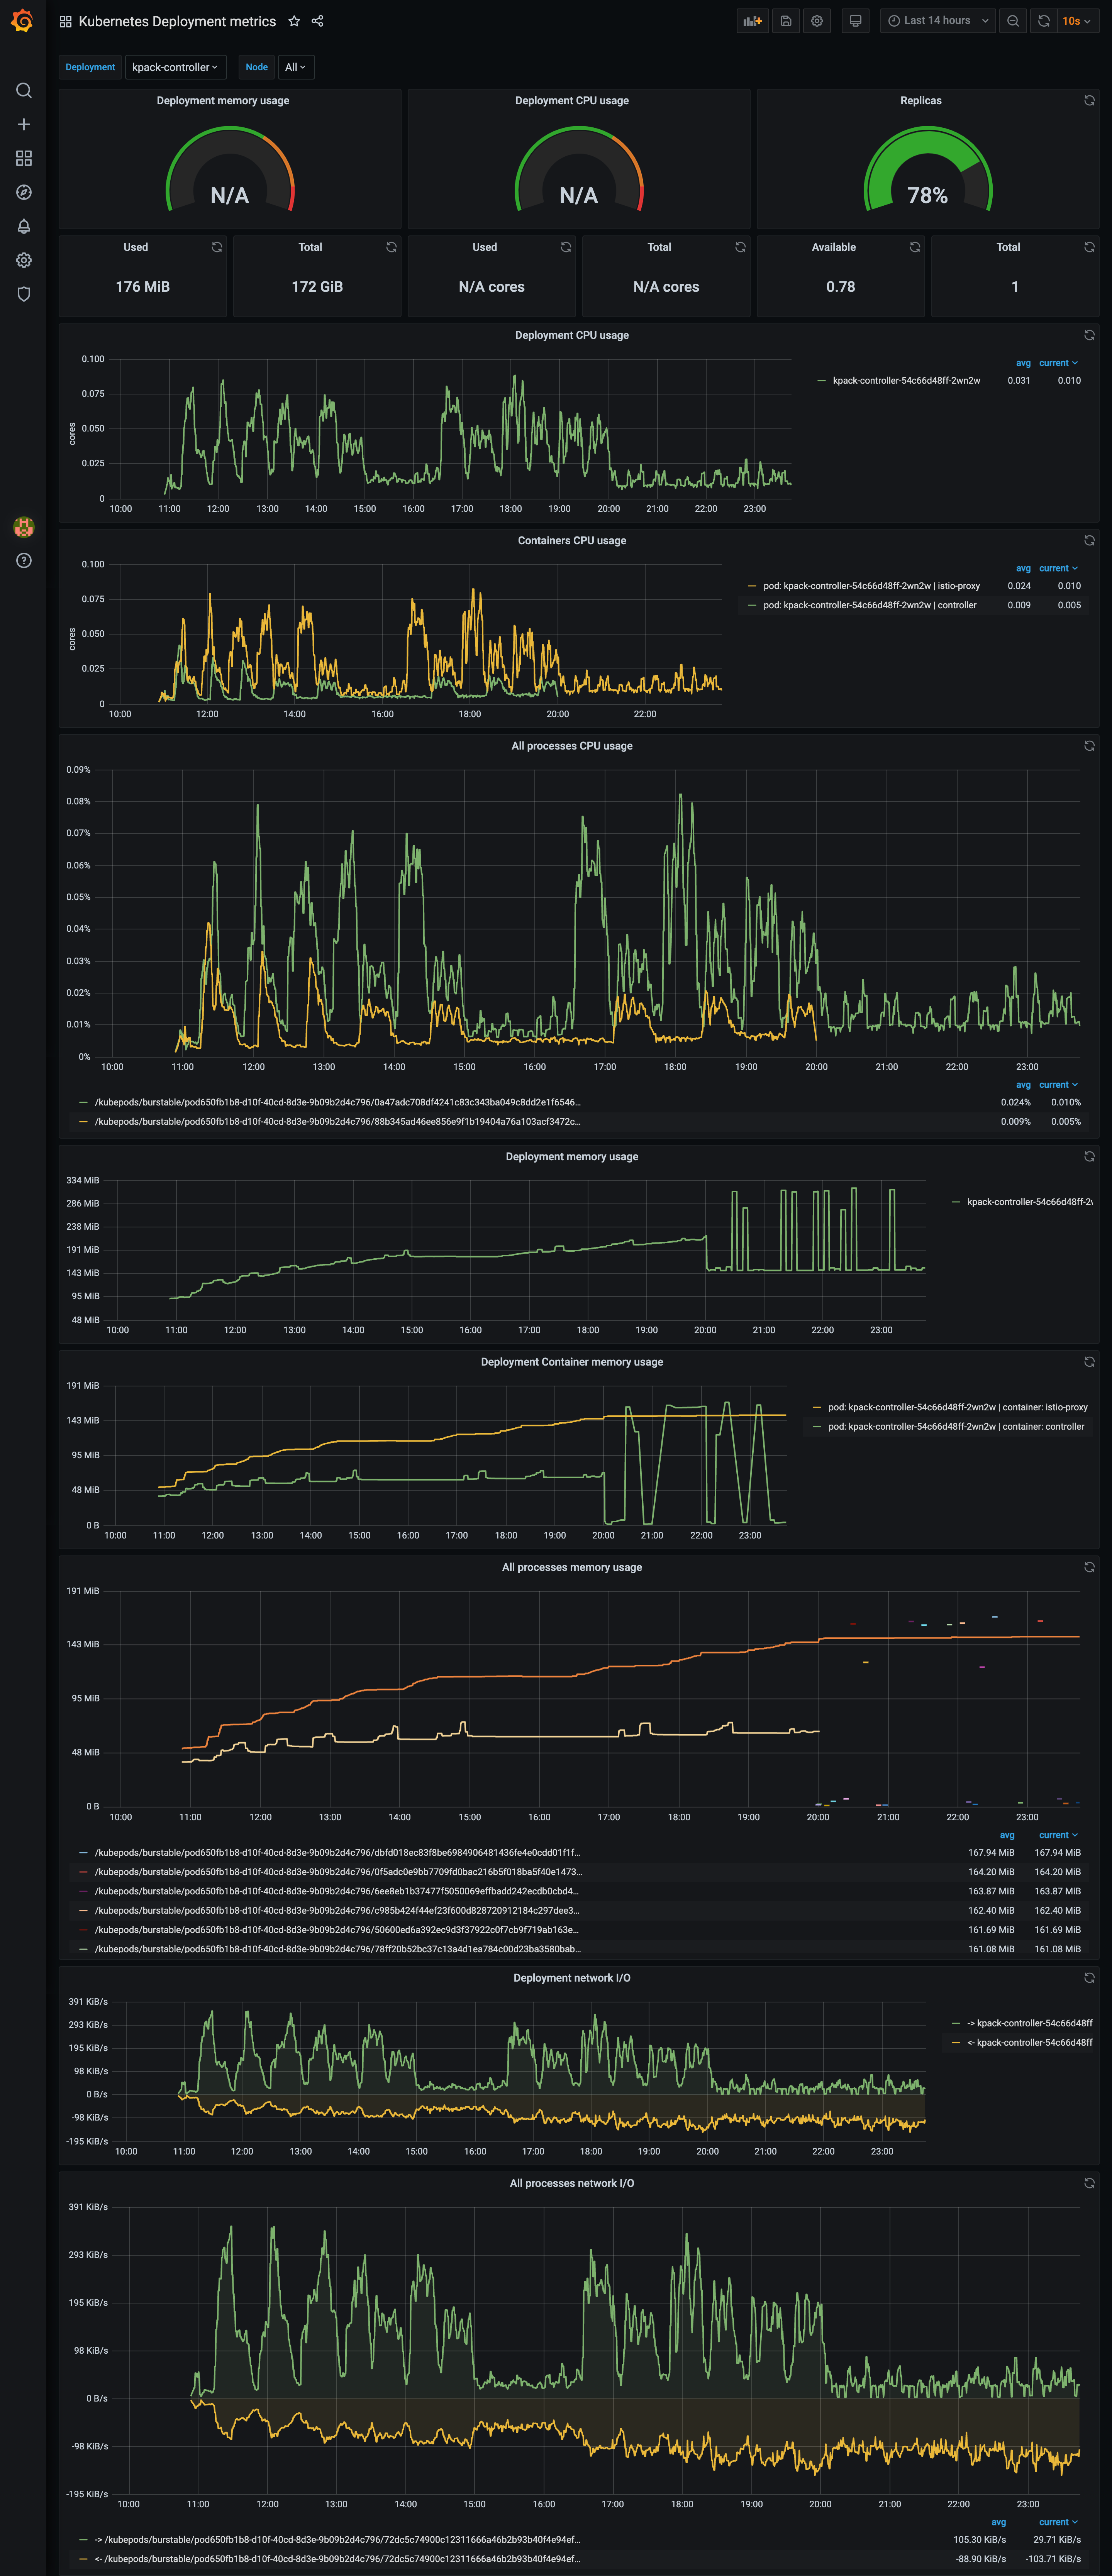 Kubernetes Deployment metrics
Last 14 hours
10s
Deployment kpack-controller Node All
Deployment memory usage Deployment CPU usage Replicas
N/A N/A 78%
Used Total Used Total Available Total
176 MiB 172 GiB N/A cores N/A cores 0.78 1
Deployment CPU usage
avg current
kpack-controller-54c66d48ff-2wn2w 0.031 0.010
0.100
0.075
0.050
0.025
0
cores
10:00 11:00 12:00 13:00 14:00 15:00 16:00 17:00 18:00 19:00 20:00 21:00 22:00 23:00
Containers CPU usage
avg current
pod: kpack-controller-54c66d48ff-2wn2w | istio-proxy 0.024 0.010
pod: kpack-controller-54c66d48ff-2wn2w | controller 0.009 0.005
0.100
0.075
0.050
0.025
0
cores
10:00 12:00 14:00 16:00 18:00 20:00 22:00
All processes CPU usage
0.09%
0.08%
0.07%
0.06%
0.05%
0.04%
0.03%
0.02%
0.01%
0%
10:00 11:00 12:00 13:00 14:00 15:00 16:00 17:00 18:00 19:00 20:00 21:00 22:00 23:00
avg current
/kubepods/burstable/pod650fb1b8-d10f-40cd-8d3e-9b09b2d4c796/0a47adc708df4241c83c343ba049c8dd2e1f6546... 0.024% 0.010%
/kubepods/burstable/pod650fb1b8-d10f-40cd-8d3e-9b09b2d4c796/88b345ad46ee856e9f1b19404a76a103acf3472c... 0.009% 0.005%
Deployment memory usage
334 MiB
286 MiB
238 MiB
191 MiB
143 MiB
95 MiB
48 MiB
10:00 11:00 12:00 13:00 14:00 15:00 16:00 17:00 18:00 19:00 20:00 21:00 22:00 23:00
kpack-controller-54c66d48ff-2
Deployment Container memory usage
191 MiB
143 MiB
95 MiB
48 MiB
0 B
10:00 11:00 12:00 13:00 14:00 15:00 16:00 17:00 18:00 19:00 20:00 21:00 22:00 23:00
pod: kpack-controller-54c66d48ff-2wn2w | container: istio-proxy
pod: kpack-controller-54c66d48ff-2wn2w | container: controller
All processes memory usage
191 MiB
143 MiB
95 MiB
48 MiB
0 B
10:00 11:00 12:00 13:00 14:00 15:00 16:00 17:00 18:00 19:00 20:00 21:00 22:00 23:00
avg current
/kubepods/burstable/pod650fb1b8-d10f-40cd-8d3e-9b09b2d4c796/dbfd018ec83f8be6984906481436fe4e0cdd01f1f... 167.94 MiB 167.94 MiB
/kubepods/burstable/pod650fb1b8-d10f-40cd-8d3e-9b09b2d4c796/0f5adc0e9bb7709fd0bac216b5f018ba5f40e1473... 164.20 MiB 164.20 MiB
/kubepods/burstable/pod650fb1b8-d10f-40cd-8d3e-9b09b2d4c796/6ee8eb1b37477f5050069effbadd242ecdb0cbd4... 163.87 MiB 163.87 MiB
/kubepods/burstable/pod650fb1b8-d10f-40cd-8d3e-9b09b2d4c796/c985b424f44ef23f600d828720912184c297dee3... 162.40 MiB 162.40 MiB
/kubepods/burstable/pod650fb1b8-d10f-40cd-8d3e-9b09b2d4c796/50600ed6a392ec9d3f37922c0f7cb9f719ab163e... 161.69 MiB 161.69 MiB
/kubepods/burstable/pod650fb1b8-d10f-40cd-8d3e-9b09b2d4c796/78ff20b52bc37c13a4d1ea784c00d23ba3580bab... 161.08 MiB 161.08 MiB
Deployment network I/O
391 KiB/s
293 KiB/s
195 KiB/s
98 KiB/s
0 B/s
-98 KiB/s
-195 KiB/s
10:00 11:00 12:00 13:00 14:00 15:00 16:00 17:00 18:00 19:00 20:00 21:00 22:00 23:00
-> kpack-controller-54c66d48ff
<- kpack-controller-54c66d48ff
All processes network I/O
391 KiB/s
293 KiB/s
195 KiB/s
98 KiB/s
0 B/s
-98 KiB/s
-195 KiB/s
10:00 11:00 12:00 13:00 14:00 15:00 16:00 17:00 18:00 19:00 20:00 21:00 22:00 23:00
avg current
-> /kubepods/burstable/pod650fb1b8-d10f-40cd-8d3e-9b09b2d4c796/72dc5c74900c12311666a46b2b93b40f4e94ef... 105.30 KiB/s 29.71 KiB/s
<- /kubepods/burstable/pod650fb1b8-d10f-40cd-8d3e-9b09b2d4c796/72dc5c74900c12311666a46b2b93b40f4e94ef... -88.90 KiB/s -103.71 KiB/s